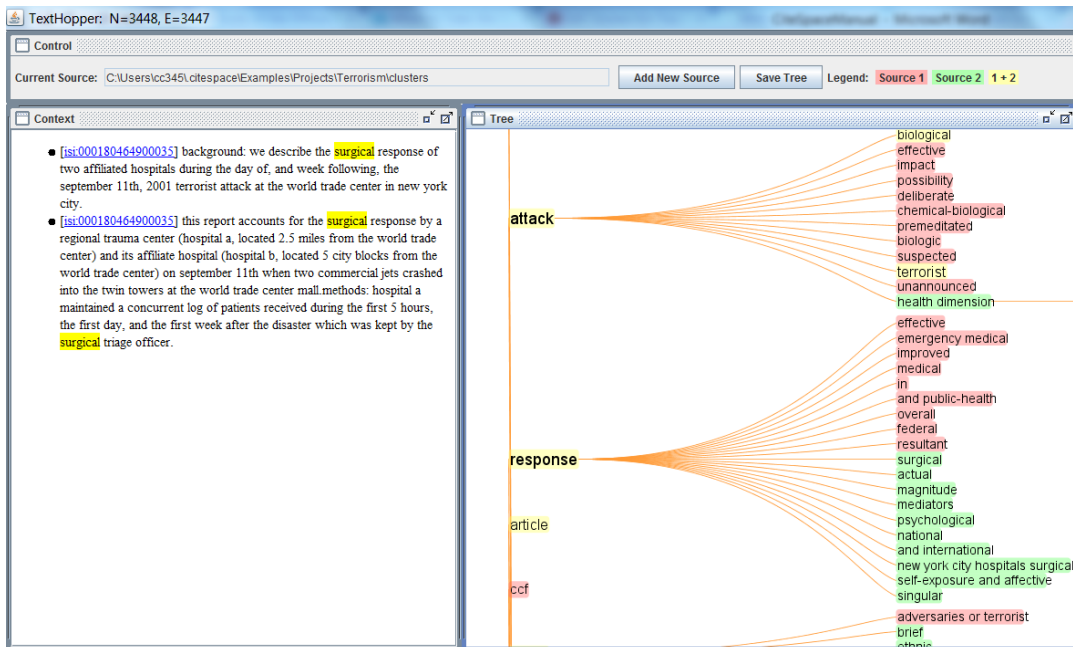 TextHopper: N=3448, E=3447
CiteSpaceManual - Microsoft Word
Control
Current Source: C:\Users\cc345\.citespace\Examples\Projects\Terrorism\clusters Add New Source Save Tree Legend: Source 1 Source 2 1 + 2
Context
[isi:000180464900035] background: we describe the surgical response of
two affiliated hospitals during the day of, and week following, the
september 11th, 2001 terrorist attack at the world trade center in new york
city.
[isi:000180464900035] this report accounts for the surgical response by a
regional trauma center (hospital a, located 2.5 miles from the world trade
center) and its affiliate hospital (hospital b, located 5 city blocks from the
world trade center) on september 11th when two commercial jets crashed
into the twin towers at the world trade center mall.methods: hospital a
maintained a concurrent log of patients received during the first 5 hours,
the first day, and the first week after the disaster which was kept by the
surgical triage officer.
Tree
attack
biological
effective
impact
possibility
deliberate
chemical-biological
premeditated
biologic
suspected
terrorist
unannounced
health dimension
response
effective
emergency medical
improved
medical
in
and public-health
overall
federal
resultant
surgical
actual
magnitude
mediators
psychological
national
and international
new york city hospitals surgical
self-exposure and affective
singular
article
ccf
adversaries or terrorist
brief
ethnic